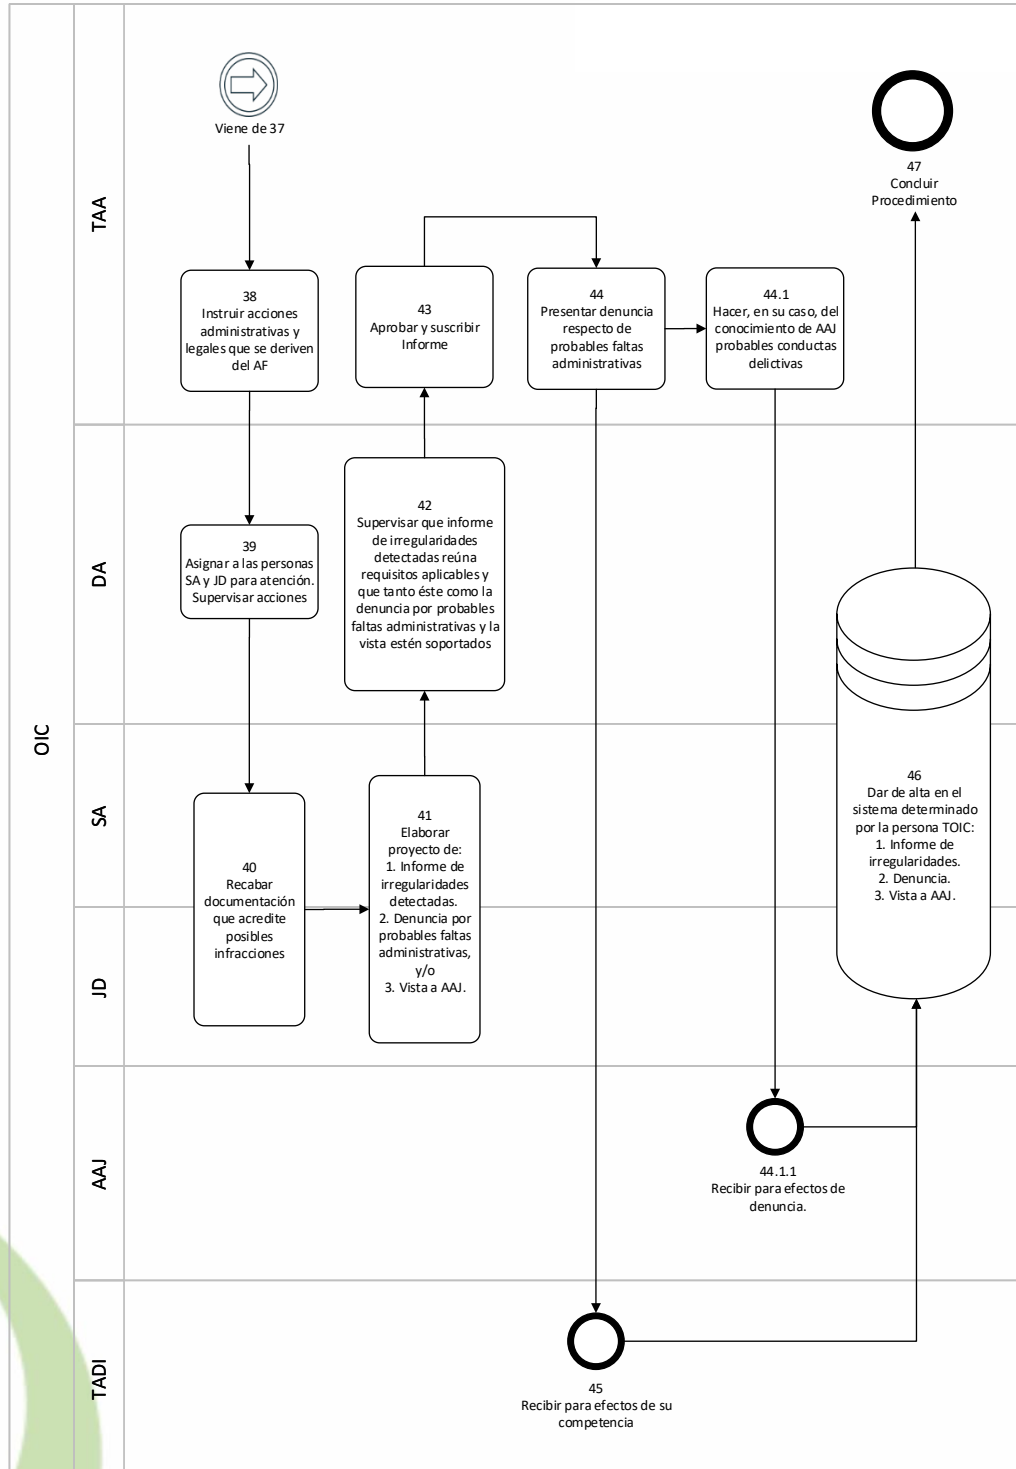 OIC
TAA
Viene de 37
38
Instruir acciones
administrativas y
legales que se deriven
del AF
43
Aprobar y suscribir
Informe
44
Presentar denuncia
respecto de
probables faltas
administrativas
44.1
Hacer, en su caso, del
conocimiento de AAJ
probables conductas
delictivas
47
Concluir
Procedimiento
DA
39
Asignar a las personas
SA y JD para atención.
Supervisar acciones
42
Supervisar que informe
de irregularidades
detectadas reúna
requisitos aplicables y
que tanto éste como la
denuncia por probables
faltas administrativas y la
vista estén soportados
SA
JD
40
Recabar
documentación
que acredite
posibles
infracciones
41
Elaborar
proyecto de:
1. Informe de
irregularidades
detectadas.
2. Denuncia por
probables faltas
administrativas,
y/o
3. Vista a AAJ.
46
Dar de alta en el
sistema determinado
por la persona TOIC:
1. Informe de
irregularidades.
2. Denuncia.
3. Vista a AAJ.
AAJ
44.1.1
Recibir para efectos de
denuncia.
TADI
45
Recibir para efectos de su
competencia